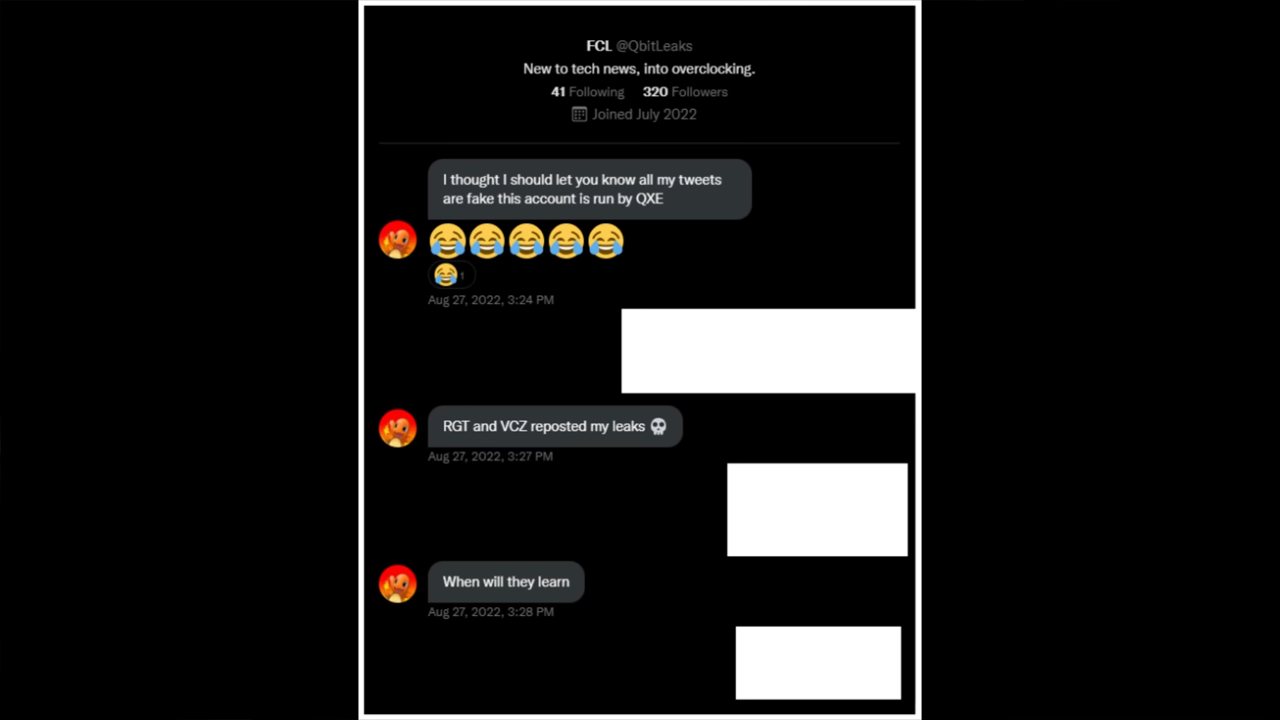 FCL @QbitLeaks
New to tech news, into overclocking.
41 Following 320 Followers
Joined July 2022
I thought I should let you know all my tweets
are fake this account is run by QXE
😂😂😂😂😂
😂 1
Aug 27, 2022, 3:24 PM
RGT and VCZ reposted my leaks 💀
Aug 27, 2022, 3:27 PM
When will they learn
Aug 27, 2022, 3:28 PM